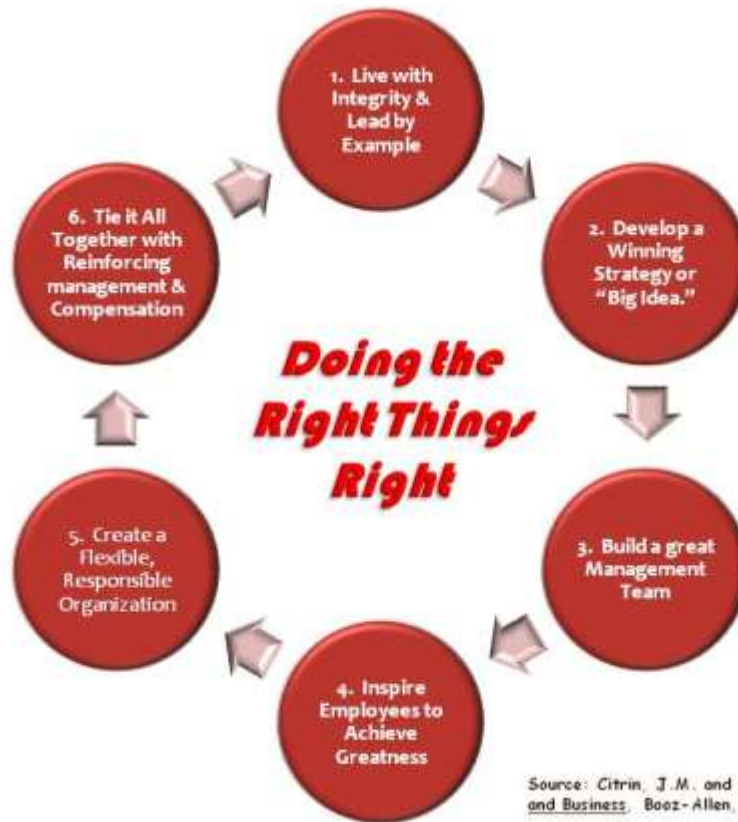 1. Live with
Integrity &
Lead by
Example
2. Develop a
Winning
Strategy or
“Big Idea.”
3. Build a great
Management
Team
4. Inspire
Employees to
Achieve
Greatness
5. Create a
Flexible,
Responsible
Organization
6. Tie it All
Together with
Reinforcing
management &
Compensation
Doing the
Right Things
Right
Source: Citrin, J.M. and
and Business, Booz-Allen,